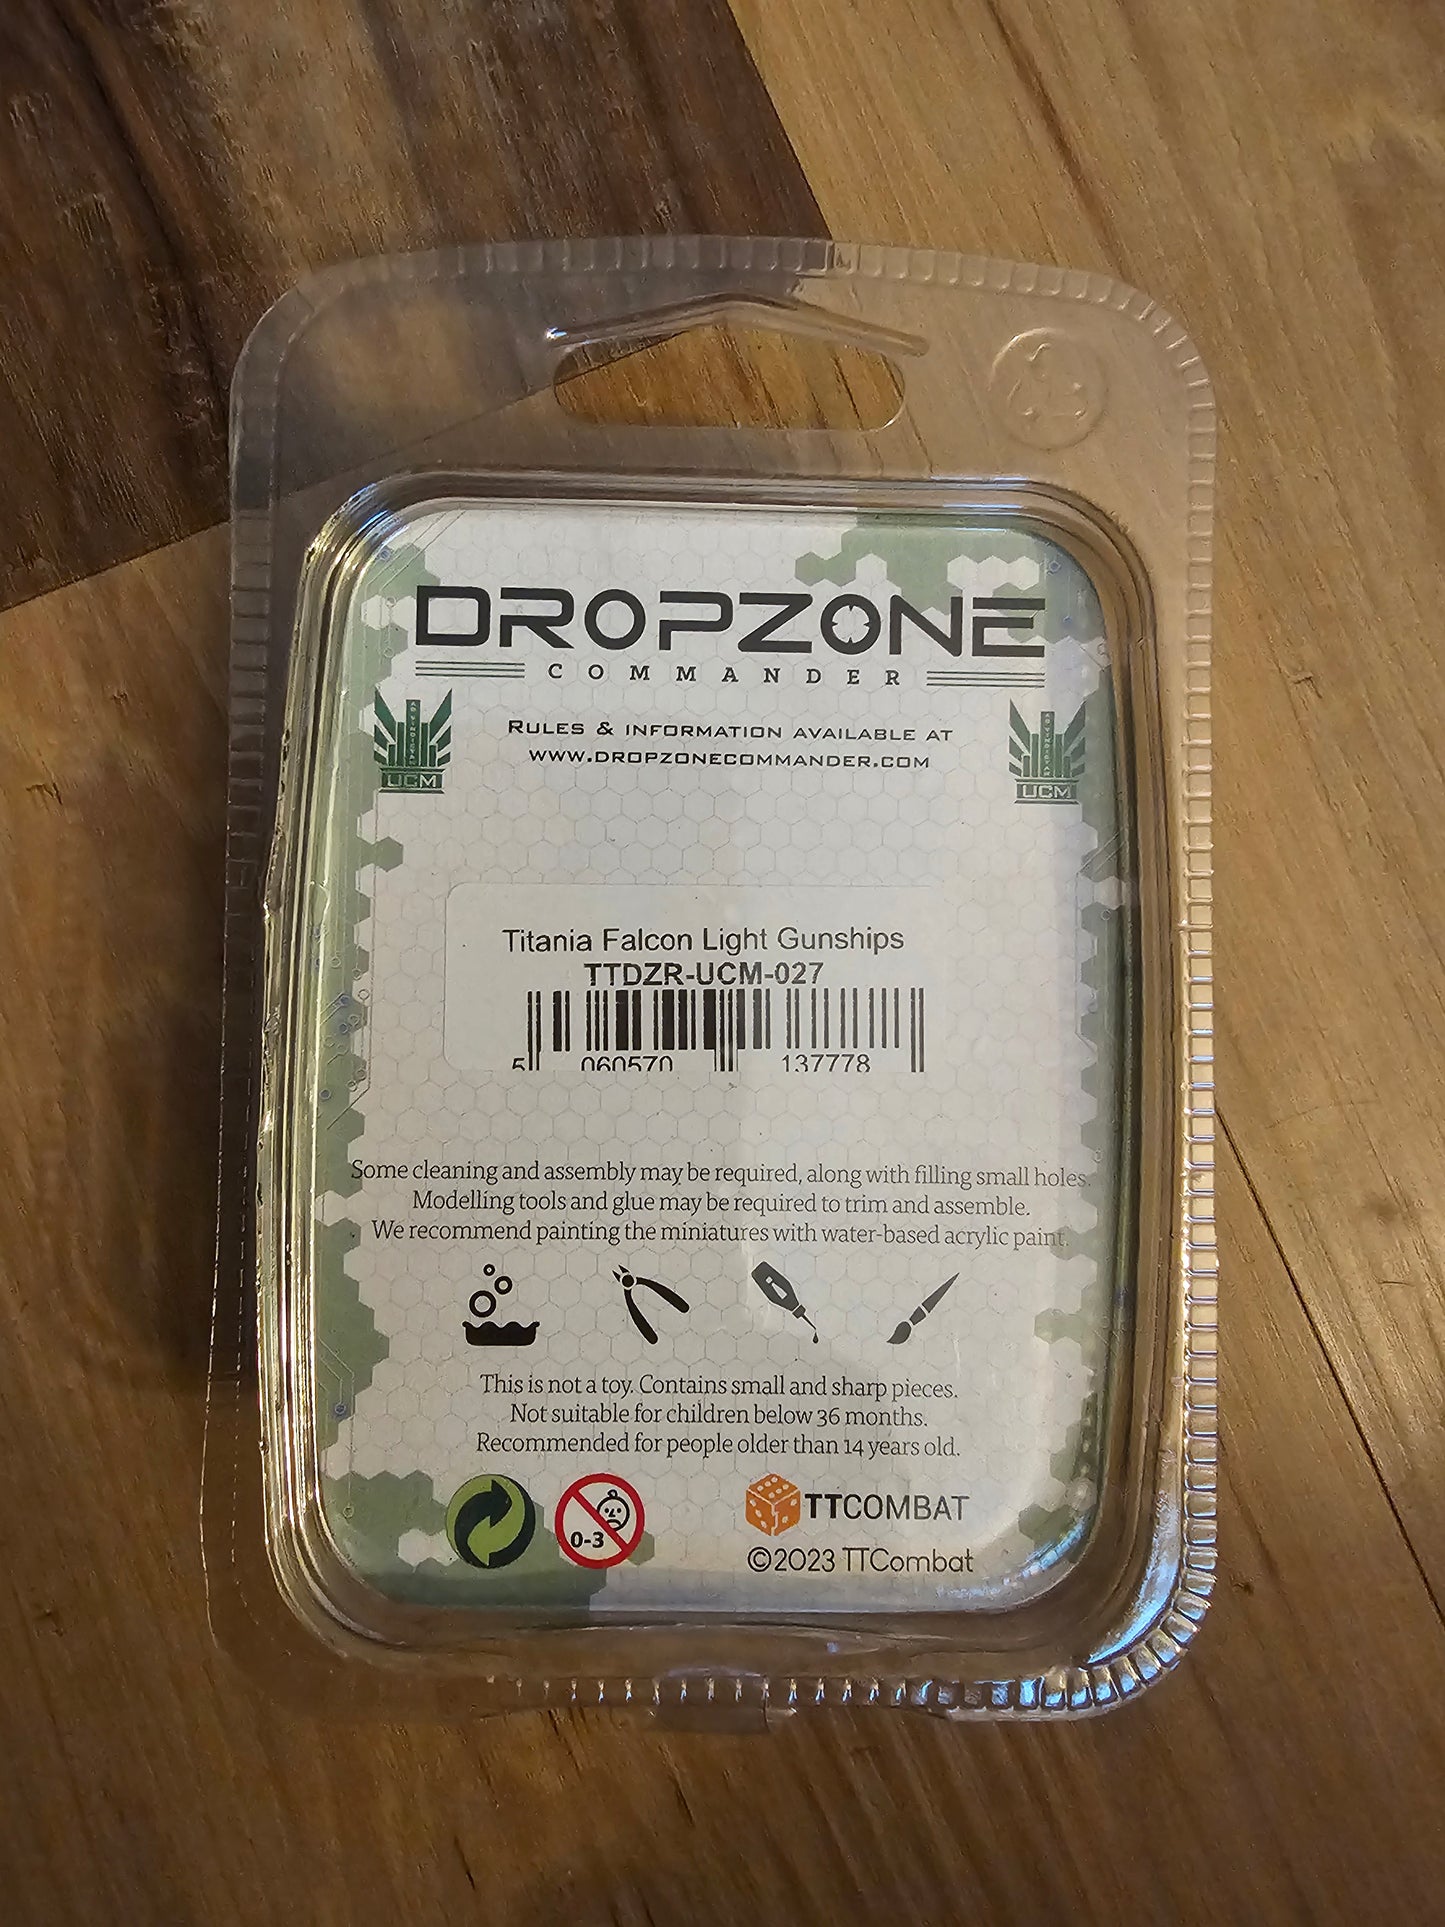 DROPZONE
COMMANDER
UCM
UCM
RULES & INFORMATION AVAILABLE AT
WWW.DROPZONECOMMANDER.COM
Titania Falcon Light Gunships
TTDZR-UCM-027
5 060570 137778
Some cleaning and assembly may be required, along with filling small holes.
Modelling tools and glue may be required to trim and assemble.
We recommend painting the miniatures with water-based acrylic paint.
This is not a toy. Contains small and sharp pieces.
Not suitable for children below 36 months.
Recommended for people older than 14 years old.
0-3
TTCOMBAT
©2023 TTCombat